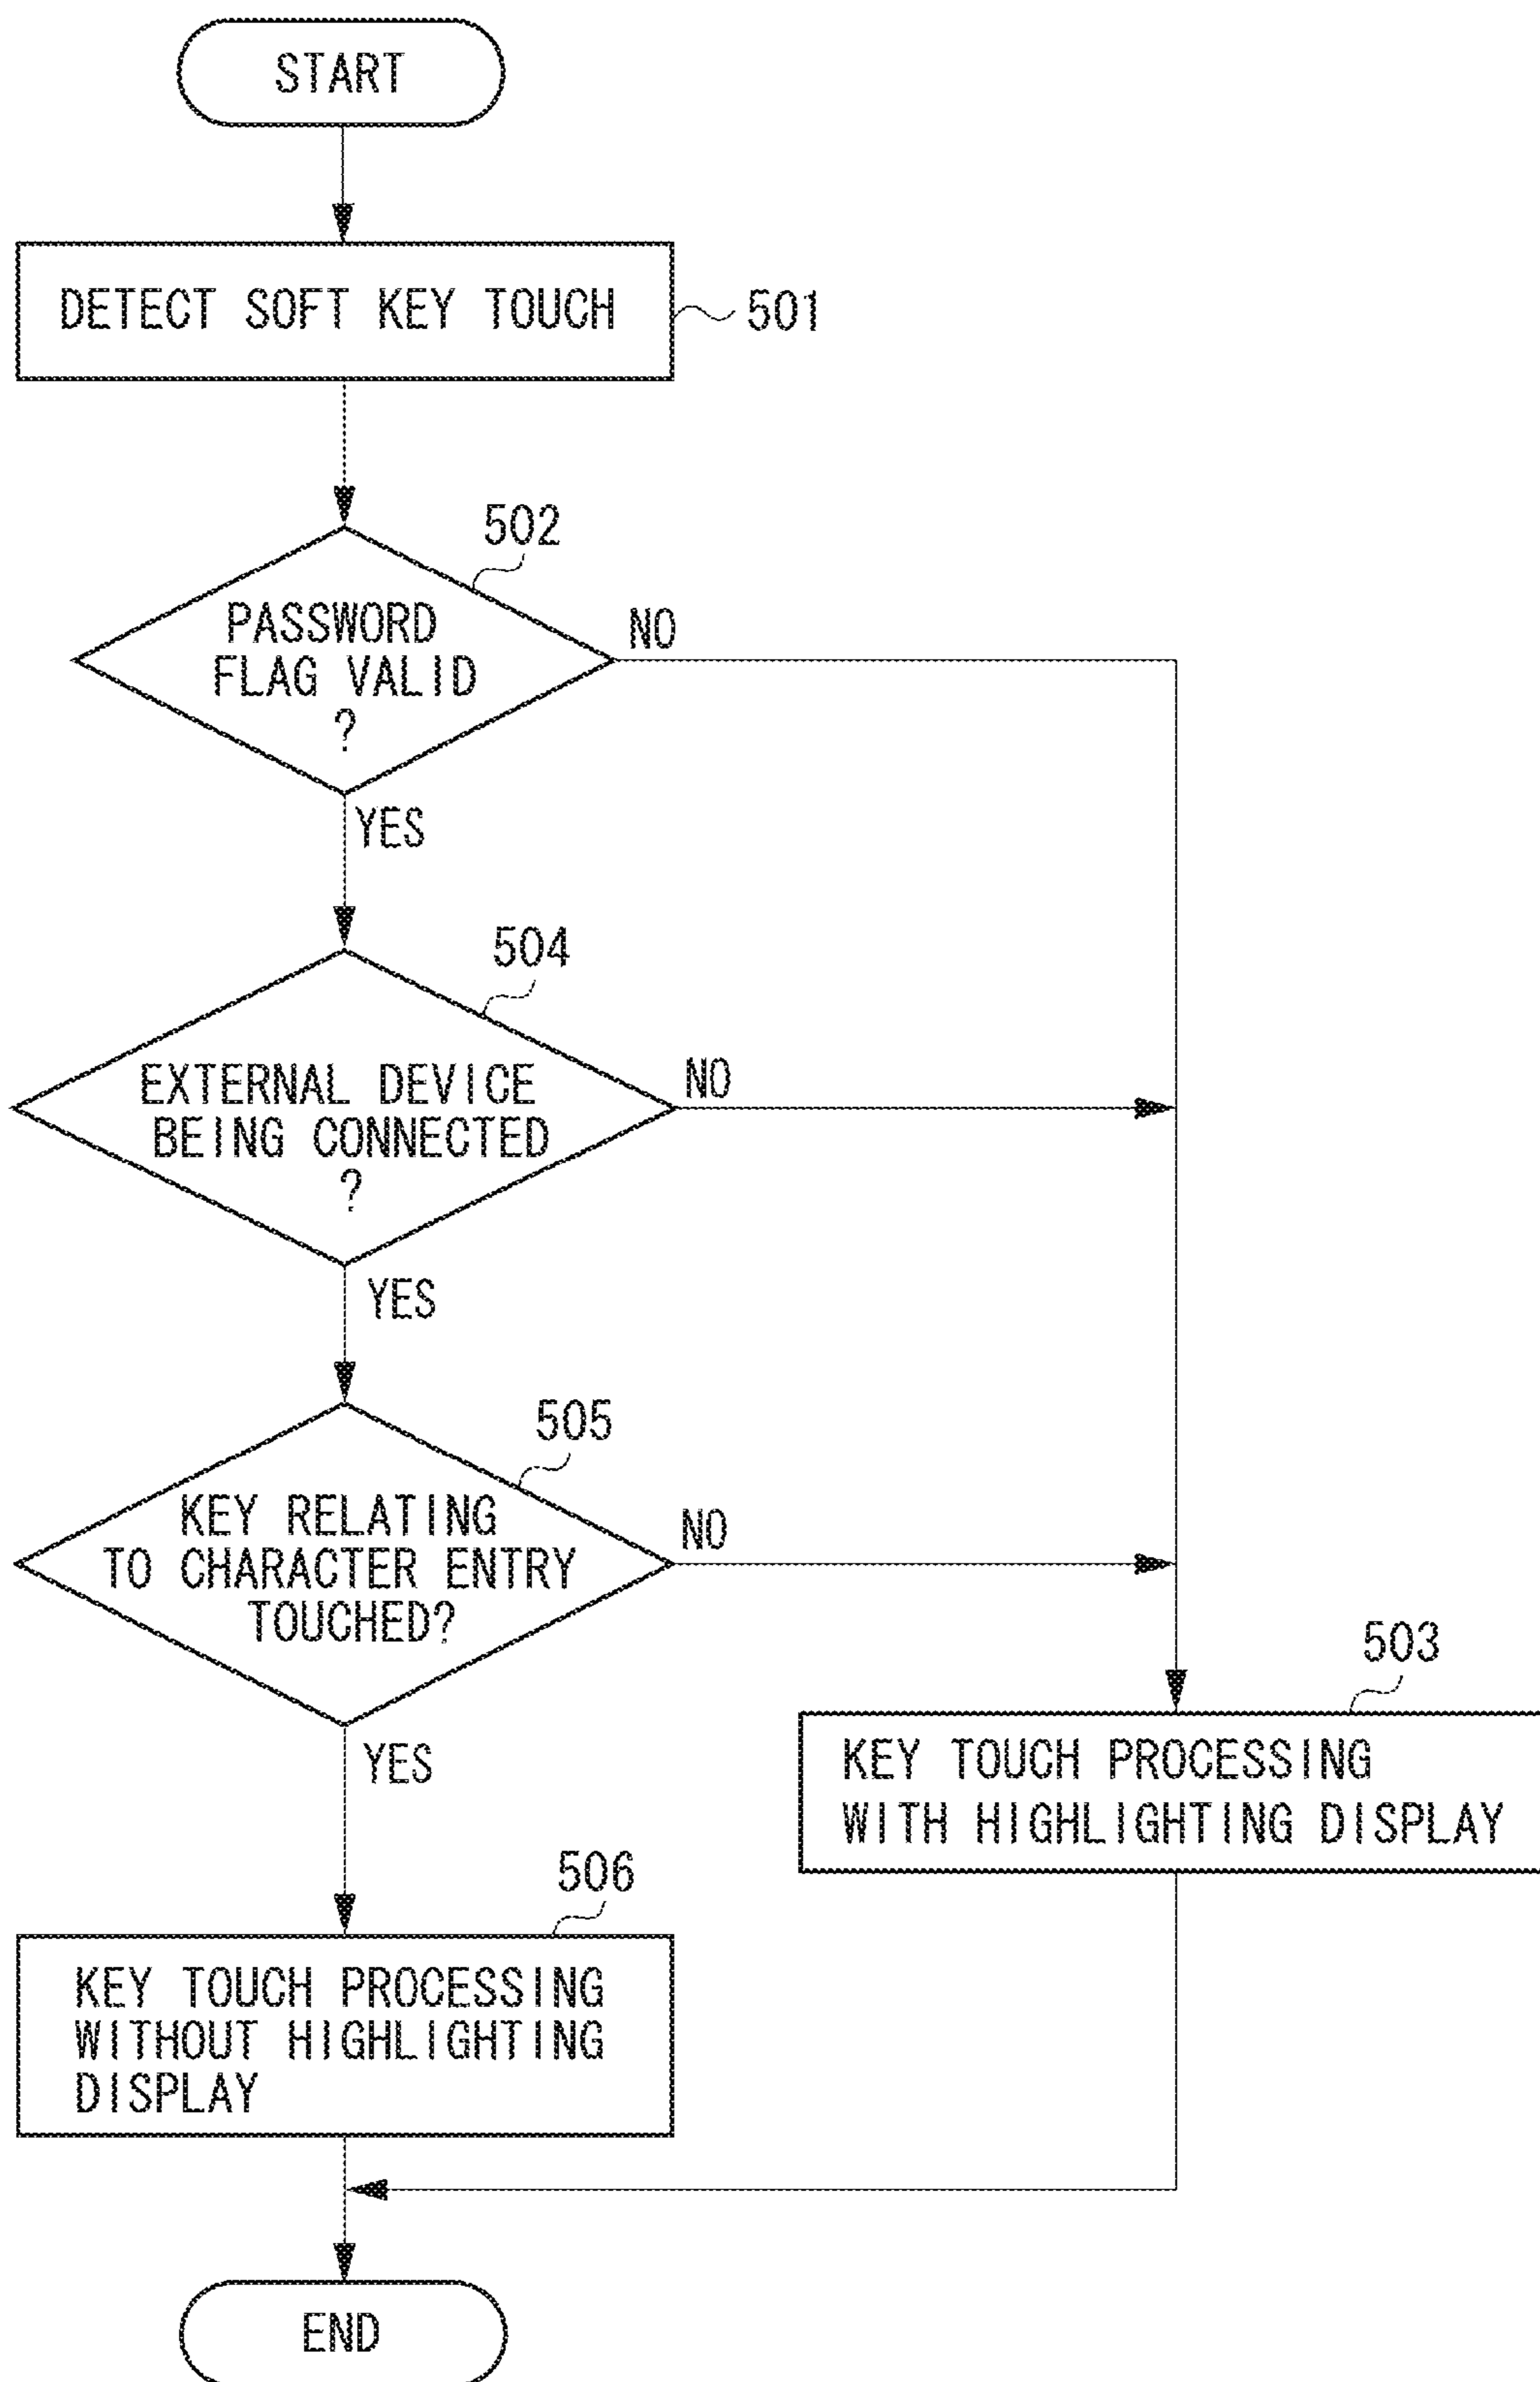 START
DETECT SOFT KEY TOUCH
501
502
PASSWORD
FLAG VALID
?
NO
YES
504
EXTERNAL DEVICE
BEING CONNECTED
?
NO
YES
505
KEY RELATING
TO CHARACTER ENTRY
TOUCHED?
NO
YES
503
KEY TOUCH PROCESSING
WITH HIGHLIGHTING DISPLAY
506
KEY TOUCH PROCESSING
WITHOUT HIGHLIGHTING
DISPLAY
END